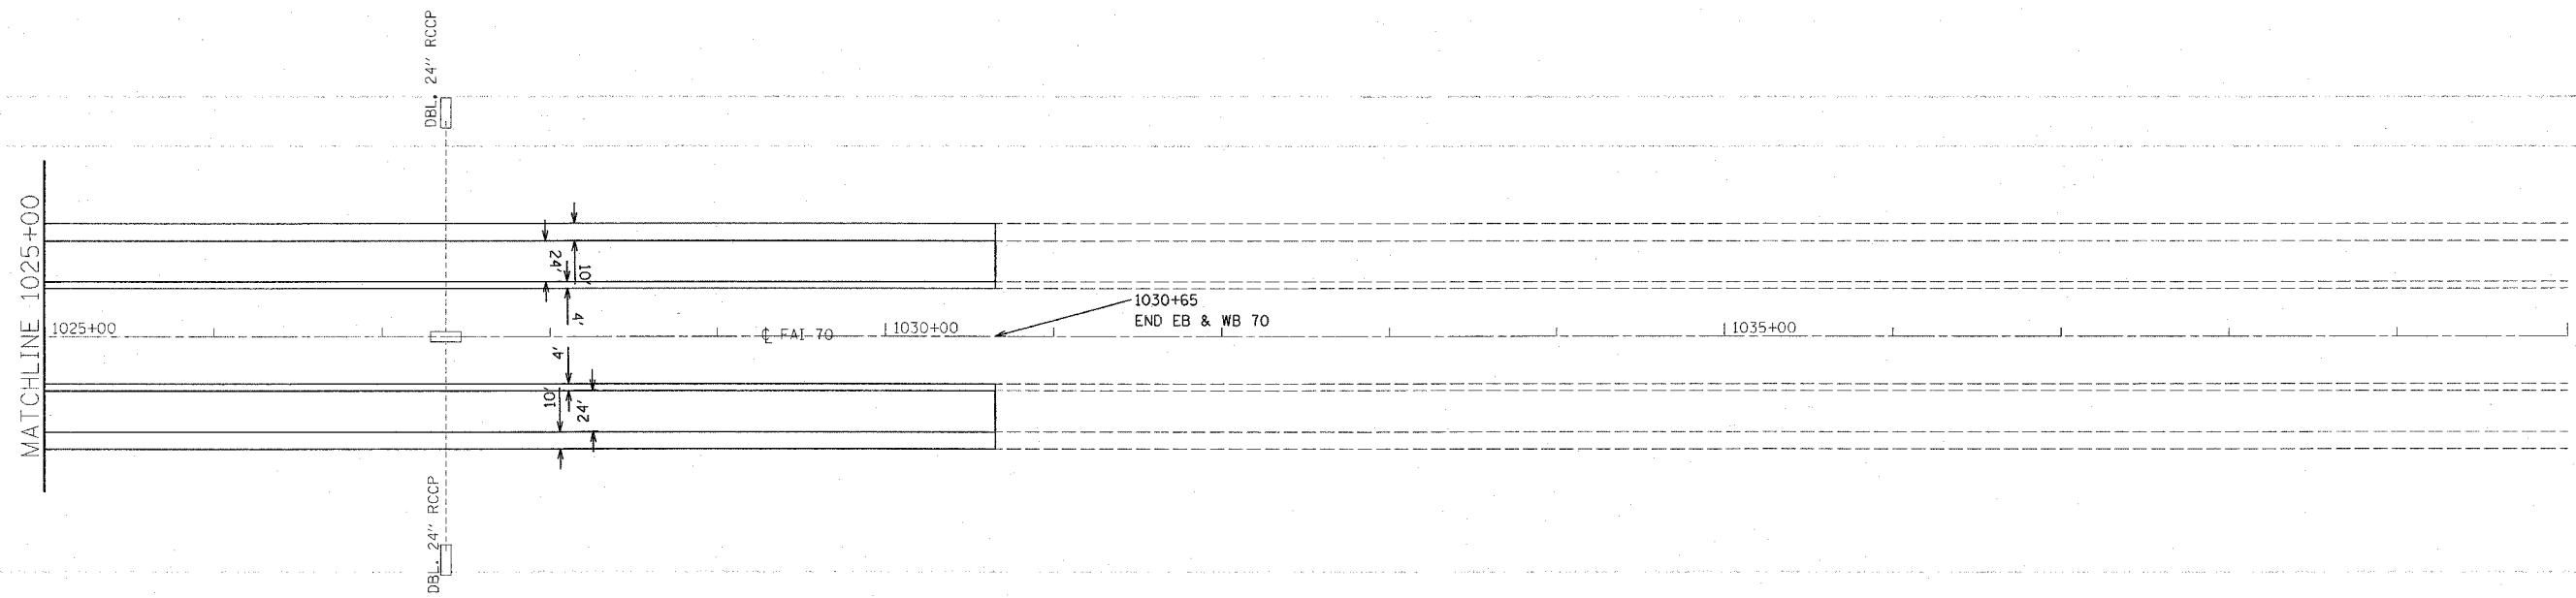 DBL. 24" RCCP
MATCHLINE 1025+00
24'
10'
4'
1025+00
℄ FAI 70
1030+00
1030+65
END EB & WB 70
1035+00
4'
10'
24'
DBL. 24" RCCP